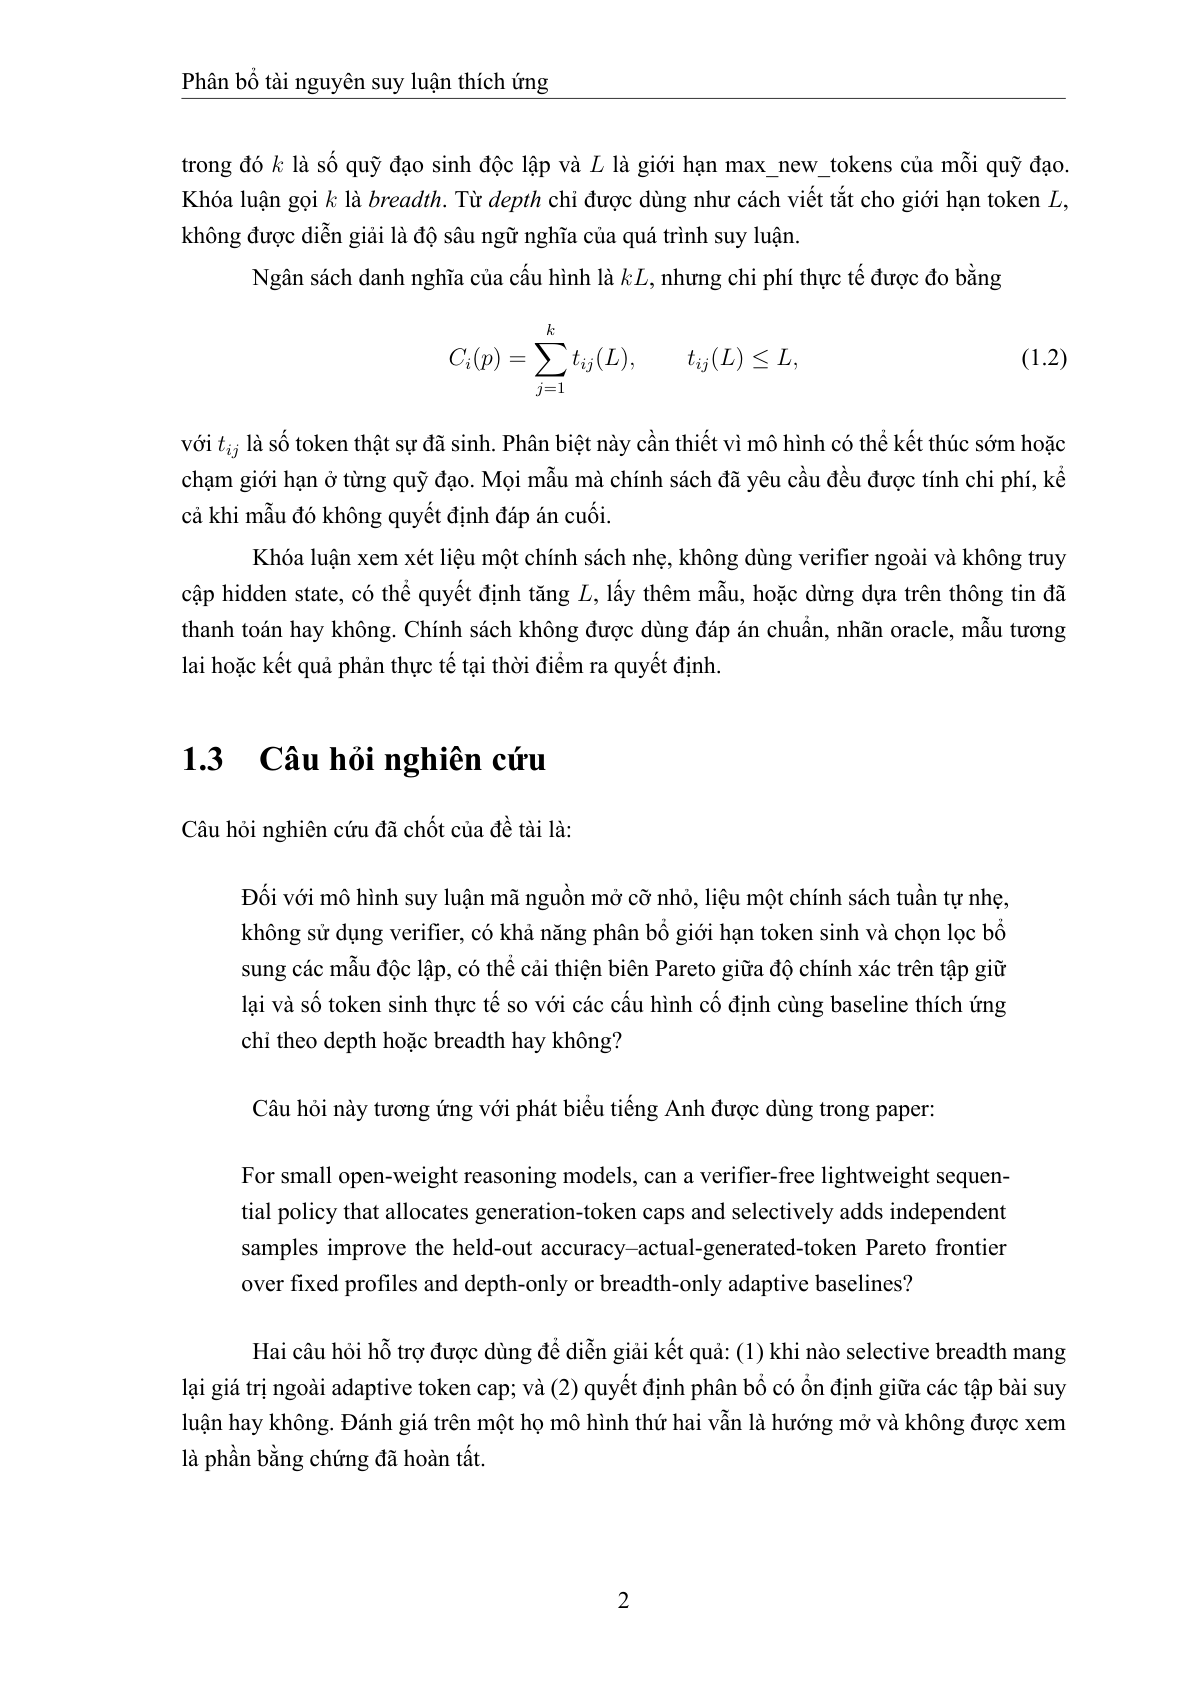 Phân bổ tài nguyên suy luận thích ứng
trong đó k là số quỹ đạo sinh độc lập và L là giới hạn max_new_tokens của mỗi quỹ đạo.
Khóa luận gọi k là breadth. Từ depth chỉ được dùng như cách viết tắt cho giới hạn token L,
không được diễn giải là độ sâu ngữ nghĩa của quá trình suy luận.
Ngân sách danh nghĩa của cấu hình là kL, nhưng chi phí thực tế được đo bằng
C_i(p) = \sum_{j=1}^{k} t_{ij}(L), t_{ij}(L) ≤ L, (1.2)
với t_{ij} là số token thật sự đã sinh. Phân biệt này cần thiết vì mô hình có thể kết thúc sớm hoặc
chạm giới hạn ở từng quỹ đạo. Mọi mẫu mà chính sách đã yêu cầu đều được tính chi phí, kể
cả khi mẫu đó không quyết định đáp án cuối.
Khóa luận xem xét liệu một chính sách nhẹ, không dùng verifier ngoài và không truy
cập hidden state, có thể quyết định tăng L, lấy thêm mẫu, hoặc dừng dựa trên thông tin đã
thanh toán hay không. Chính sách không được dùng đáp án chuẩn, nhãn oracle, mẫu tương
lai hoặc kết quả phản thực tế tại thời điểm ra quyết định.
1.3 Câu hỏi nghiên cứu
Câu hỏi nghiên cứu đã chốt của đề tài là:
Đối với mô hình suy luận mã nguồn mở cỡ nhỏ, liệu một chính sách tuần tự nhẹ,
không sử dụng verifier, có khả năng phân bổ giới hạn token sinh và chọn lọc bổ
sung các mẫu độc lập, có thể cải thiện biên Pareto giữa độ chính xác trên tập giữ
lại và số token sinh thực tế so với các cấu hình cố định cùng baseline thích ứng
chỉ theo depth hoặc breadth hay không?
Câu hỏi này tương ứng với phát biểu tiếng Anh được dùng trong paper:
For small open-weight reasoning models, can a verifier-free lightweight sequen-
tial policy that allocates generation-token caps and selectively adds independent
samples improve the held-out accuracy–actual-generated-token Pareto frontier
over fixed profiles and depth-only or breadth-only adaptive baselines?
Hai câu hỏi hỗ trợ được dùng để diễn giải kết quả: (1) khi nào selective breadth mang
lại giá trị ngoài adaptive token cap; và (2) quyết định phân bổ có ổn định giữa các tập bài suy
luận hay không. Đánh giá trên một họ mô hình thứ hai vẫn là hướng mở và không được xem
là phần bằng chứng đã hoàn tất.
2